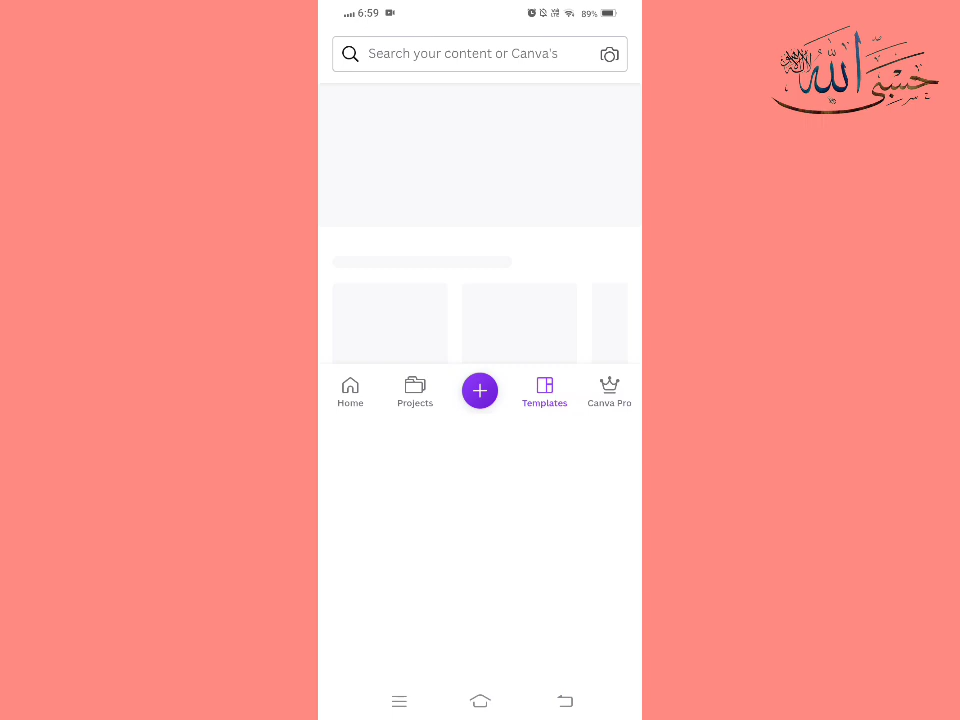 6:59
89%
Search your content or Canva's
حسبي الله
Home
Projects
Templates
Canva Pro